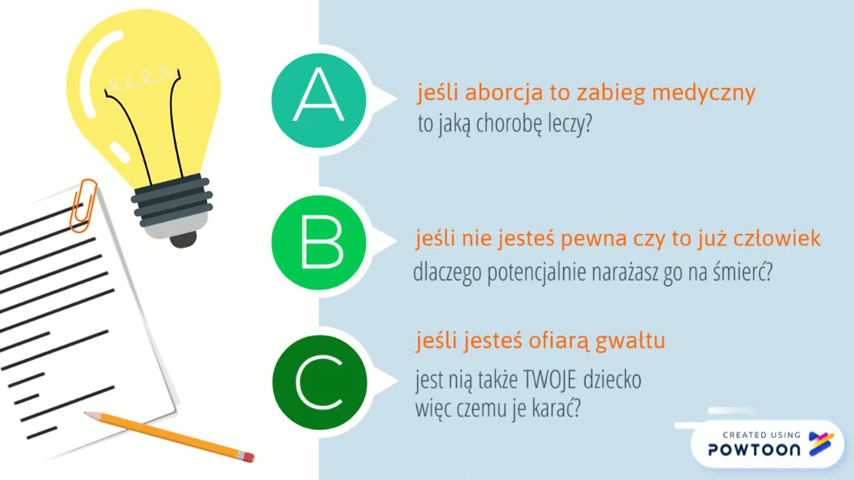 A
jeśli aborcja to zabieg medyczny
to jaką chorobę leczy?
B
jeśli nie jesteś pewna czy to już człowiek
dlaczego potencjalnie narażasz go na śmierć?
C
jeśli jesteś ofiarą gwałtu
jest nią także TWOJE dziecko
więc czemu je karać?
CREATED USING
POWTOON